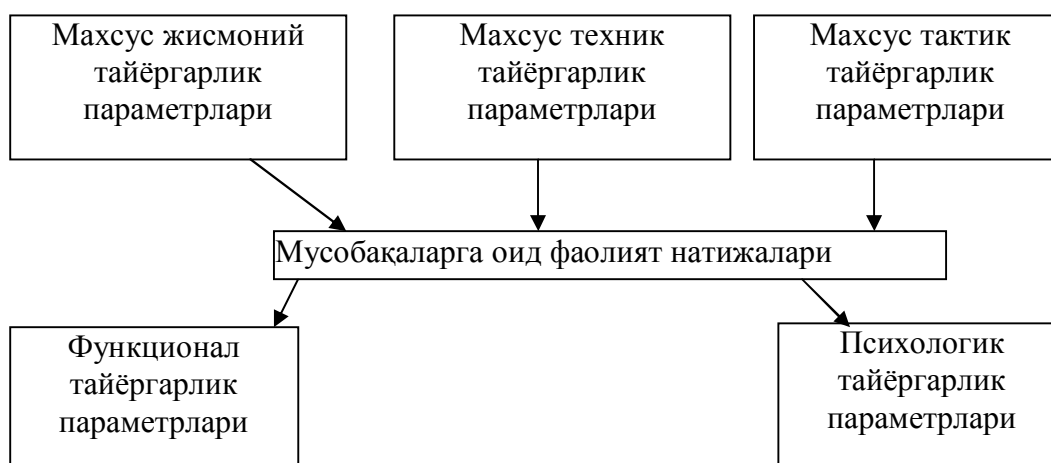 Махсус жисмоний
тайёргарлик
параметрлари
Махсус техник
тайёргарлик
параметрлари
Махсус тактик
тайёргарлик
параметрлари
Мусобақаларга оид фаолият натижалари
Функционал
тайёргарлик
параметрлари
Психологик
тайёргарлик
параметрлари